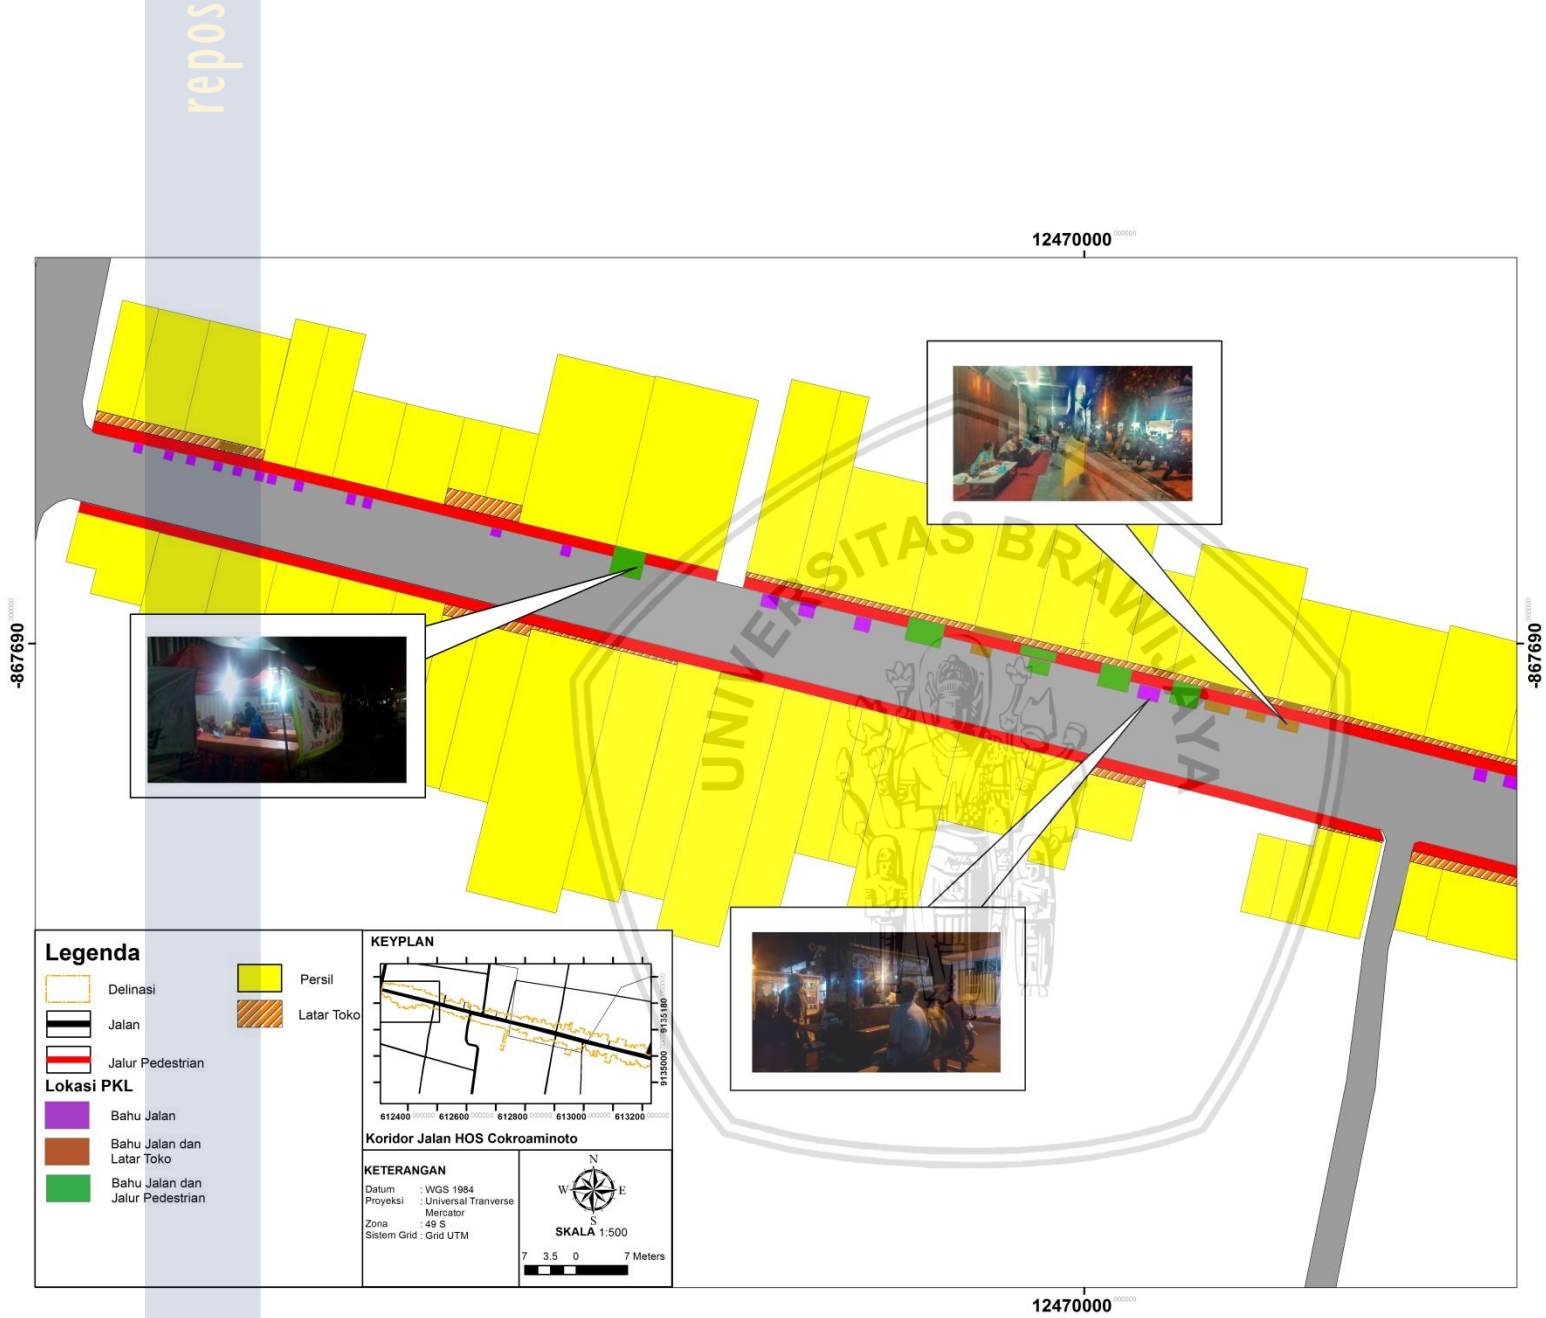 repos
12470000
-867690
-867690
UNIVERSITAS BRAWIJAYA
Legenda
Delinasi
Jalan
Jalur Pedestrian
Persil
Latar Toko
Lokasi PKL
Bahu Jalan
Bahu Jalan dan
Latar Toko
Bahu Jalan dan
Jalur Pedestrian
KEYPLAN
9135180
9135000
612400 612600 612800 613000 613200
Koridor Jalan HOS Cokroaminoto
KETERANGAN
Datum : WGS 1984
Proyeksi : Universal Tranverse
Mercator
Zona : 49 S
Sistem Grid : Grid UTM
N
W E
S
SKALA 1:500
7 3.5 0 7 Meters
12470000